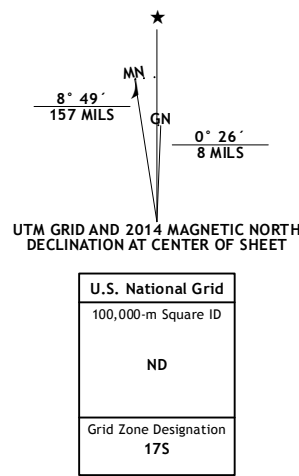 ★
MN
8° 49´
157 MILS
GN
0° 26´
8 MILS
UTM GRID AND 2014 MAGNETIC NORTH
DECLINATION AT CENTER OF SHEET
U.S. National Grid
100,000-m Square ID
ND
Grid Zone Designation
17S